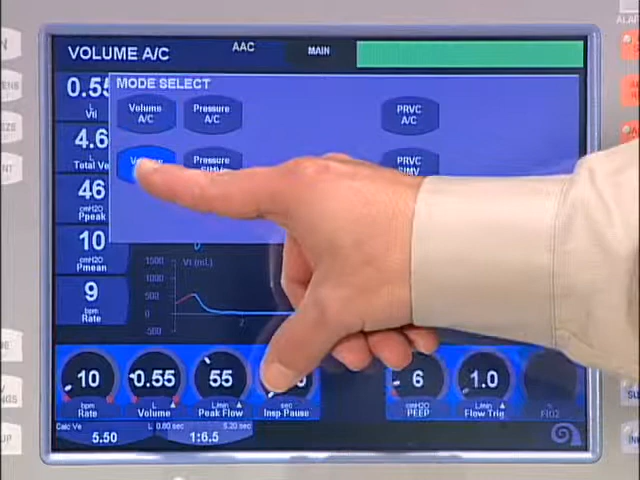 VOLUME A/C
AAC
MAIN
MODE SELECT
Volume A/C
Pressure A/C
PRVC A/C
Pressure SIMV
PRVC SIMV
0.55
L
Vti
4.6
Total Ve
46
cmH2O
Ppeak
10
cmH2O
Pmean
9
bpm
Rate
Vt (mL)
1500
1000
500
0
-500
2
10
bpm
Rate
0.55
L
Volume
55
L/min
Peak Flow
sec
Insp Pause
6
cmH2O
PEEP
1.0
L/min
Flow Trig
FIO2
Calc Ve
L
0.80 sec
5.20 sec
5.50
1:6.5